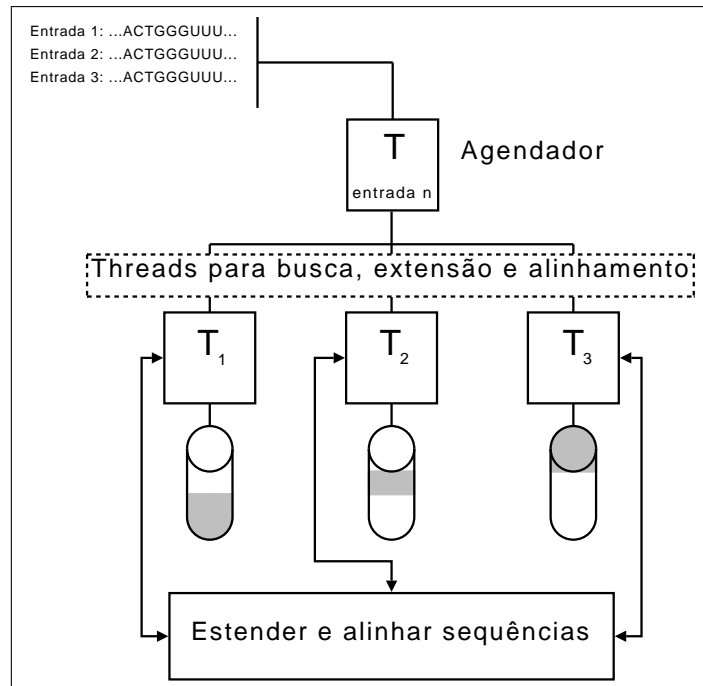 Entrada 1: ...ACTGGGUUU...
Entrada 2: ...ACTGGGUUU...
Entrada 3: ...ACTGGGUUU...
T
entrada n
Agendador
Threads para busca, extensão e alinhamento
T1
T2
T3
Estender e alinhar sequências